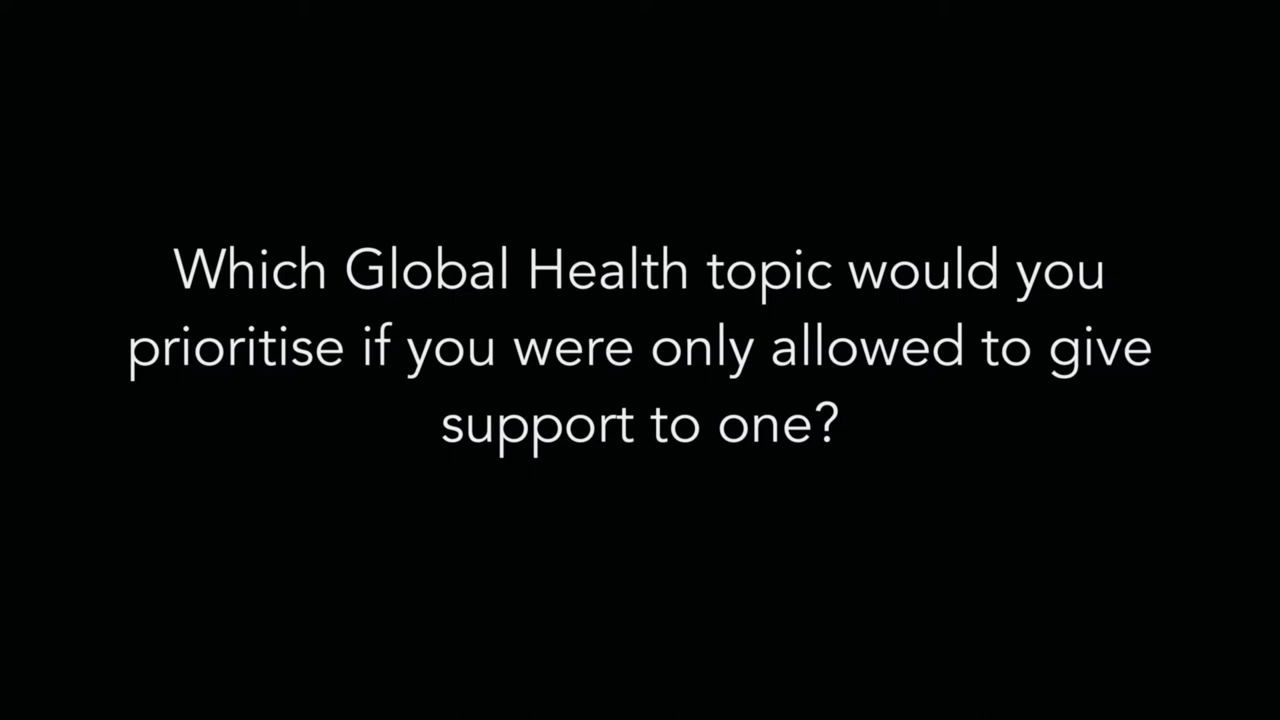 Which Global Health topic would you
prioritise if you were only allowed to give
support to one?